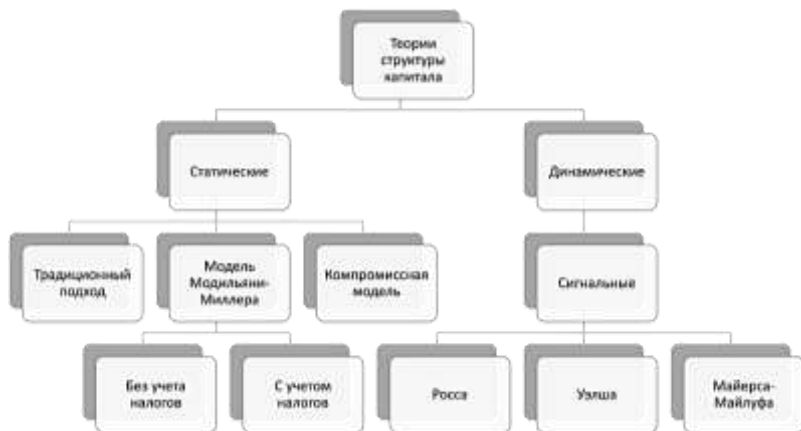 Теории
структуры
капитала
Статические
Динамические
Традиционный
подход
Модель
Модильяни-
Миллера
Компромиссная
модель
Сигнальные
Без учета
налогов
С учетом
налогов
Росса
Уэлша
Майерса-
Майлуфа